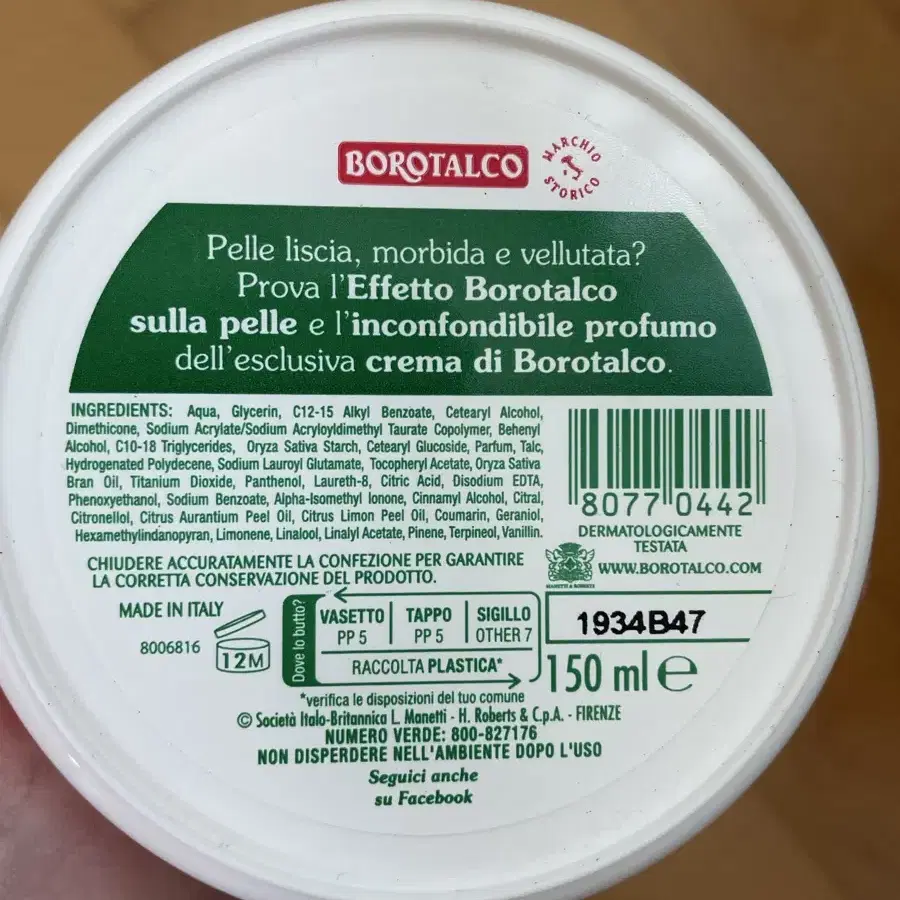 BOROTALCO
MARCHIO
STORICO
Pelle liscia, morbida e vellutata?
Prova l'Effetto Borotalco
sulla pelle e l'inconfondibile profumo
dell'esclusiva crema di Borotalco.
INGREDIENTS: Aqua, Glycerin, C12-15 Alkyl Benzoate, Cetearyl Alcohol,
Dimethicone, Sodium Acrylate/Sodium Acryloyldimethyl Taurate Copolymer, Behenyl
Alcohol, C10-18 Triglycerides, Oryza Sativa Starch, Cetearyl Glucoside, Parfum, Talc,
Hydrogenated Polydecene, Sodium Lauroyl Glutamate, Tocopheryl Acetate, Oryza Sativa
Bran Oil, Titanium Dioxide, Panthenol, Laureth-8, Citric Acid, Disodium EDTA,
Phenoxyethanol, Sodium Benzoate, Alpha-Isomethyl Ionone, Cinnamyl Alcohol, Citral,
Citronellol, Citrus Aurantium Peel Oil, Citrus Limon Peel Oil, Coumarin, Geraniol,
Hexamethylindanopyran, Limonene, Linalool, Linalyl Acetate, Pinene, Terpineol, Vanillin.
8077 0442
DERMATOLOGICAMENTE
TESTATA
MANETTI & ROBERTS
WWW.BOROTALCO.COM
CHIUDERE ACCURATAMENTE LA CONFEZIONE PER GARANTIRE
LA CORRETTA CONSERVAZIONE DEL PRODOTTO.
MADE IN ITALY
8006816
12M
Dove lo butto?
VASETTO TAPPO SIGILLO
PP 5 PP 5 OTHER 7
RACCOLTA PLASTICA*
1934B47
150 ml e
*verifica le disposizioni del tuo comune
© Società Italo-Britannica L. Manetti - H. Roberts & C.p.A. - FIRENZE
NUMERO VERDE: 800-827176
NON DISPERDERE NELL'AMBIENTE DOPO L'USO
Seguici anche
su Facebook